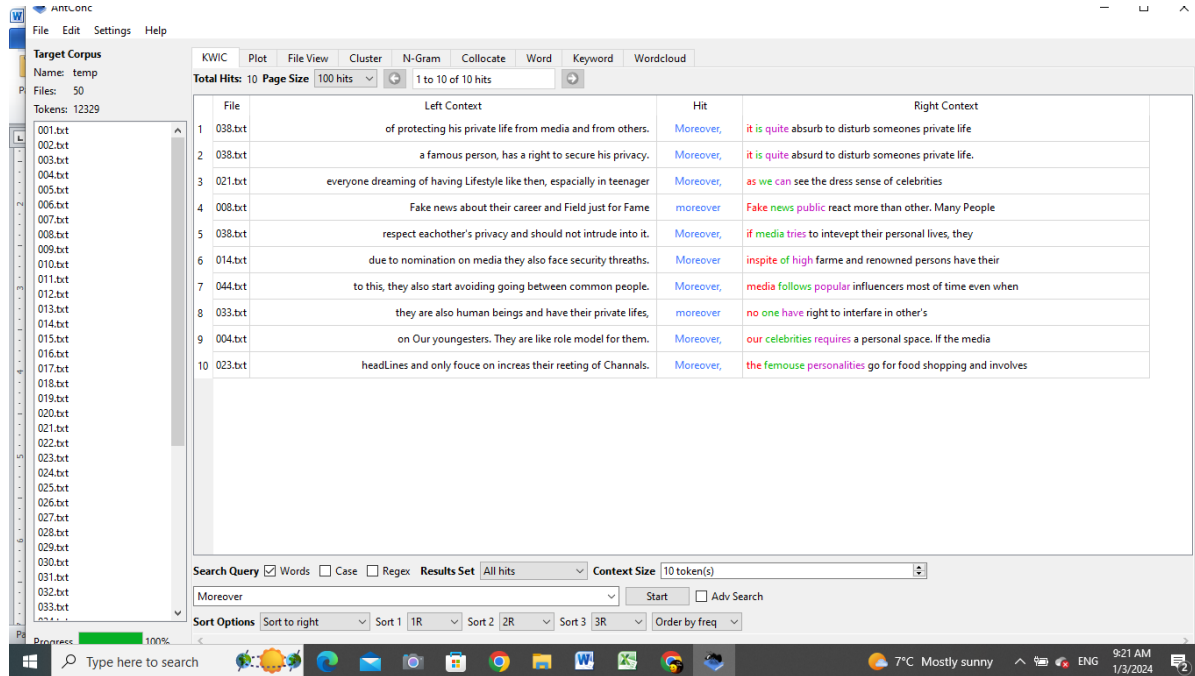 AntConc
File Edit Settings Help
Target Corpus
Name: temp
Files: 50
Tokens: 12329
001.txt
002.txt
003.txt
004.txt
005.txt
006.txt
007.txt
008.txt
009.txt
010.txt
011.txt
012.txt
013.txt
014.txt
015.txt
016.txt
017.txt
018.txt
019.txt
020.txt
021.txt
022.txt
023.txt
024.txt
025.txt
026.txt
027.txt
028.txt
029.txt
030.txt
031.txt
032.txt
033.txt
Progress 100%
KWIC Plot File View Cluster N-Gram Collocate Word Keyword Wordcloud
Total Hits: 10 Page Size 100 hits 1 to 10 of 10 hits
File Left Context Hit Right Context
1 038.txt of protecting his private life from media and from others. Moreover, it is quite absurb to disturb someones private life
2 038.txt a famous person, has a right to secure his privacy. Moreover, it is quite absurd to disturb someones private life.
3 021.txt everyone dreaming of having Lifestyle like then, espacially in teenager Moreover, as we can see the dress sense of celebrities
4 008.txt Fake news about their career and Field just for Fame moreover Fake news public react more than other. Many People
5 038.txt respect eachother's privacy and should not intrude into it. Moreover, if media tries to intevept their personal lives, they
6 014.txt due to nomination on media they also face security threaths. Moreover inspite of high farme and renowned persons have their
7 044.txt to this, they also start avoiding going between common people. Moreover, media follows popular influencers most of time even when
8 033.txt they are also human beings and have their private lifes, moreover no one have right to interfare in other's
9 004.txt on Our youngesters. They are like role model for them. Moreover, our celebrities requires a personal space. If the media
10 023.txt headLines and only fouce on increas their reeting of Channals. Moreover, the femouse personalities go for food shopping and involves
Search Query Words Case Regex Results Set All hits Context Size 10 token(s)
Moreover Start Adv Search
Sort Options Sort to right Sort 1 1R Sort 2 2R Sort 3 3R Order by freq
Type here to search 7°C Mostly sunny ENG 9:21 AM
1/3/2024
2